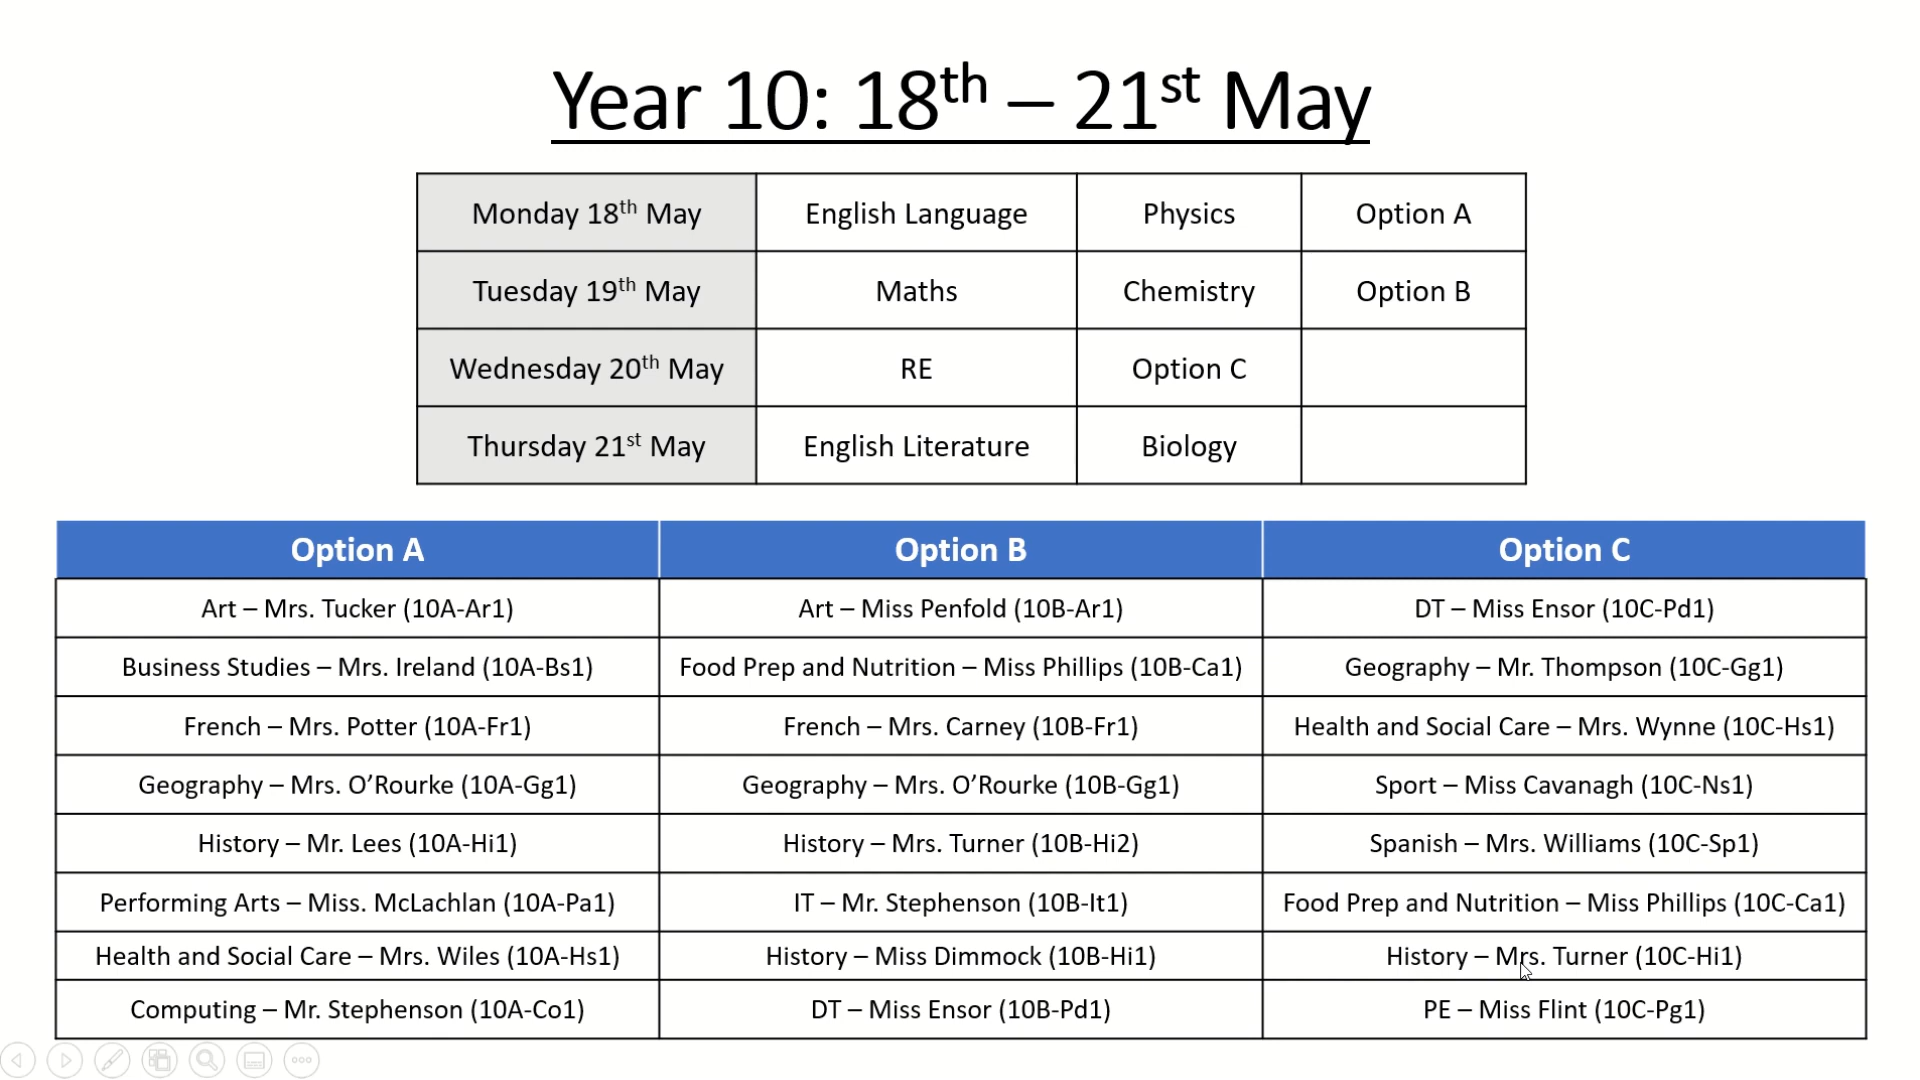 Year 10: 18th – 21st May
Monday 18th May English Language Physics Option A
Tuesday 19th May Maths Chemistry Option B
Wednesday 20th May RE Option C
Thursday 21st May English Literature Biology
Option A Option B Option C
Art – Mrs. Tucker (10A-Ar1) Art – Miss Penfold (10B-Ar1) DT – Miss Ensor (10C-Pd1)
Business Studies – Mrs. Ireland (10A-Bs1) Food Prep and Nutrition – Miss Phillips (10B-Ca1) Geography – Mr. Thompson (10C-Gg1)
French – Mrs. Potter (10A-Fr1) French – Mrs. Carney (10B-Fr1) Health and Social Care – Mrs. Wynne (10C-Hs1)
Geography – Mrs. O’Rourke (10A-Gg1) Geography – Mrs. O’Rourke (10B-Gg1) Sport – Miss Cavanagh (10C-Ns1)
History – Mr. Lees (10A-Hi1) History – Mrs. Turner (10B-Hi2) Spanish – Mrs. Williams (10C-Sp1)
Performing Arts – Miss. McLachlan (10A-Pa1) IT – Mr. Stephenson (10B-It1) Food Prep and Nutrition – Miss Phillips (10C-Ca1)
Health and Social Care – Mrs. Wiles (10A-Hs1) History – Miss Dimmock (10B-Hi1) History – Mrs. Turner (10C-Hi1)
Computing – Mr. Stephenson (10A-Co1) DT – Miss Ensor (10B-Pd1) PE – Miss Flint (10C-Pg1)